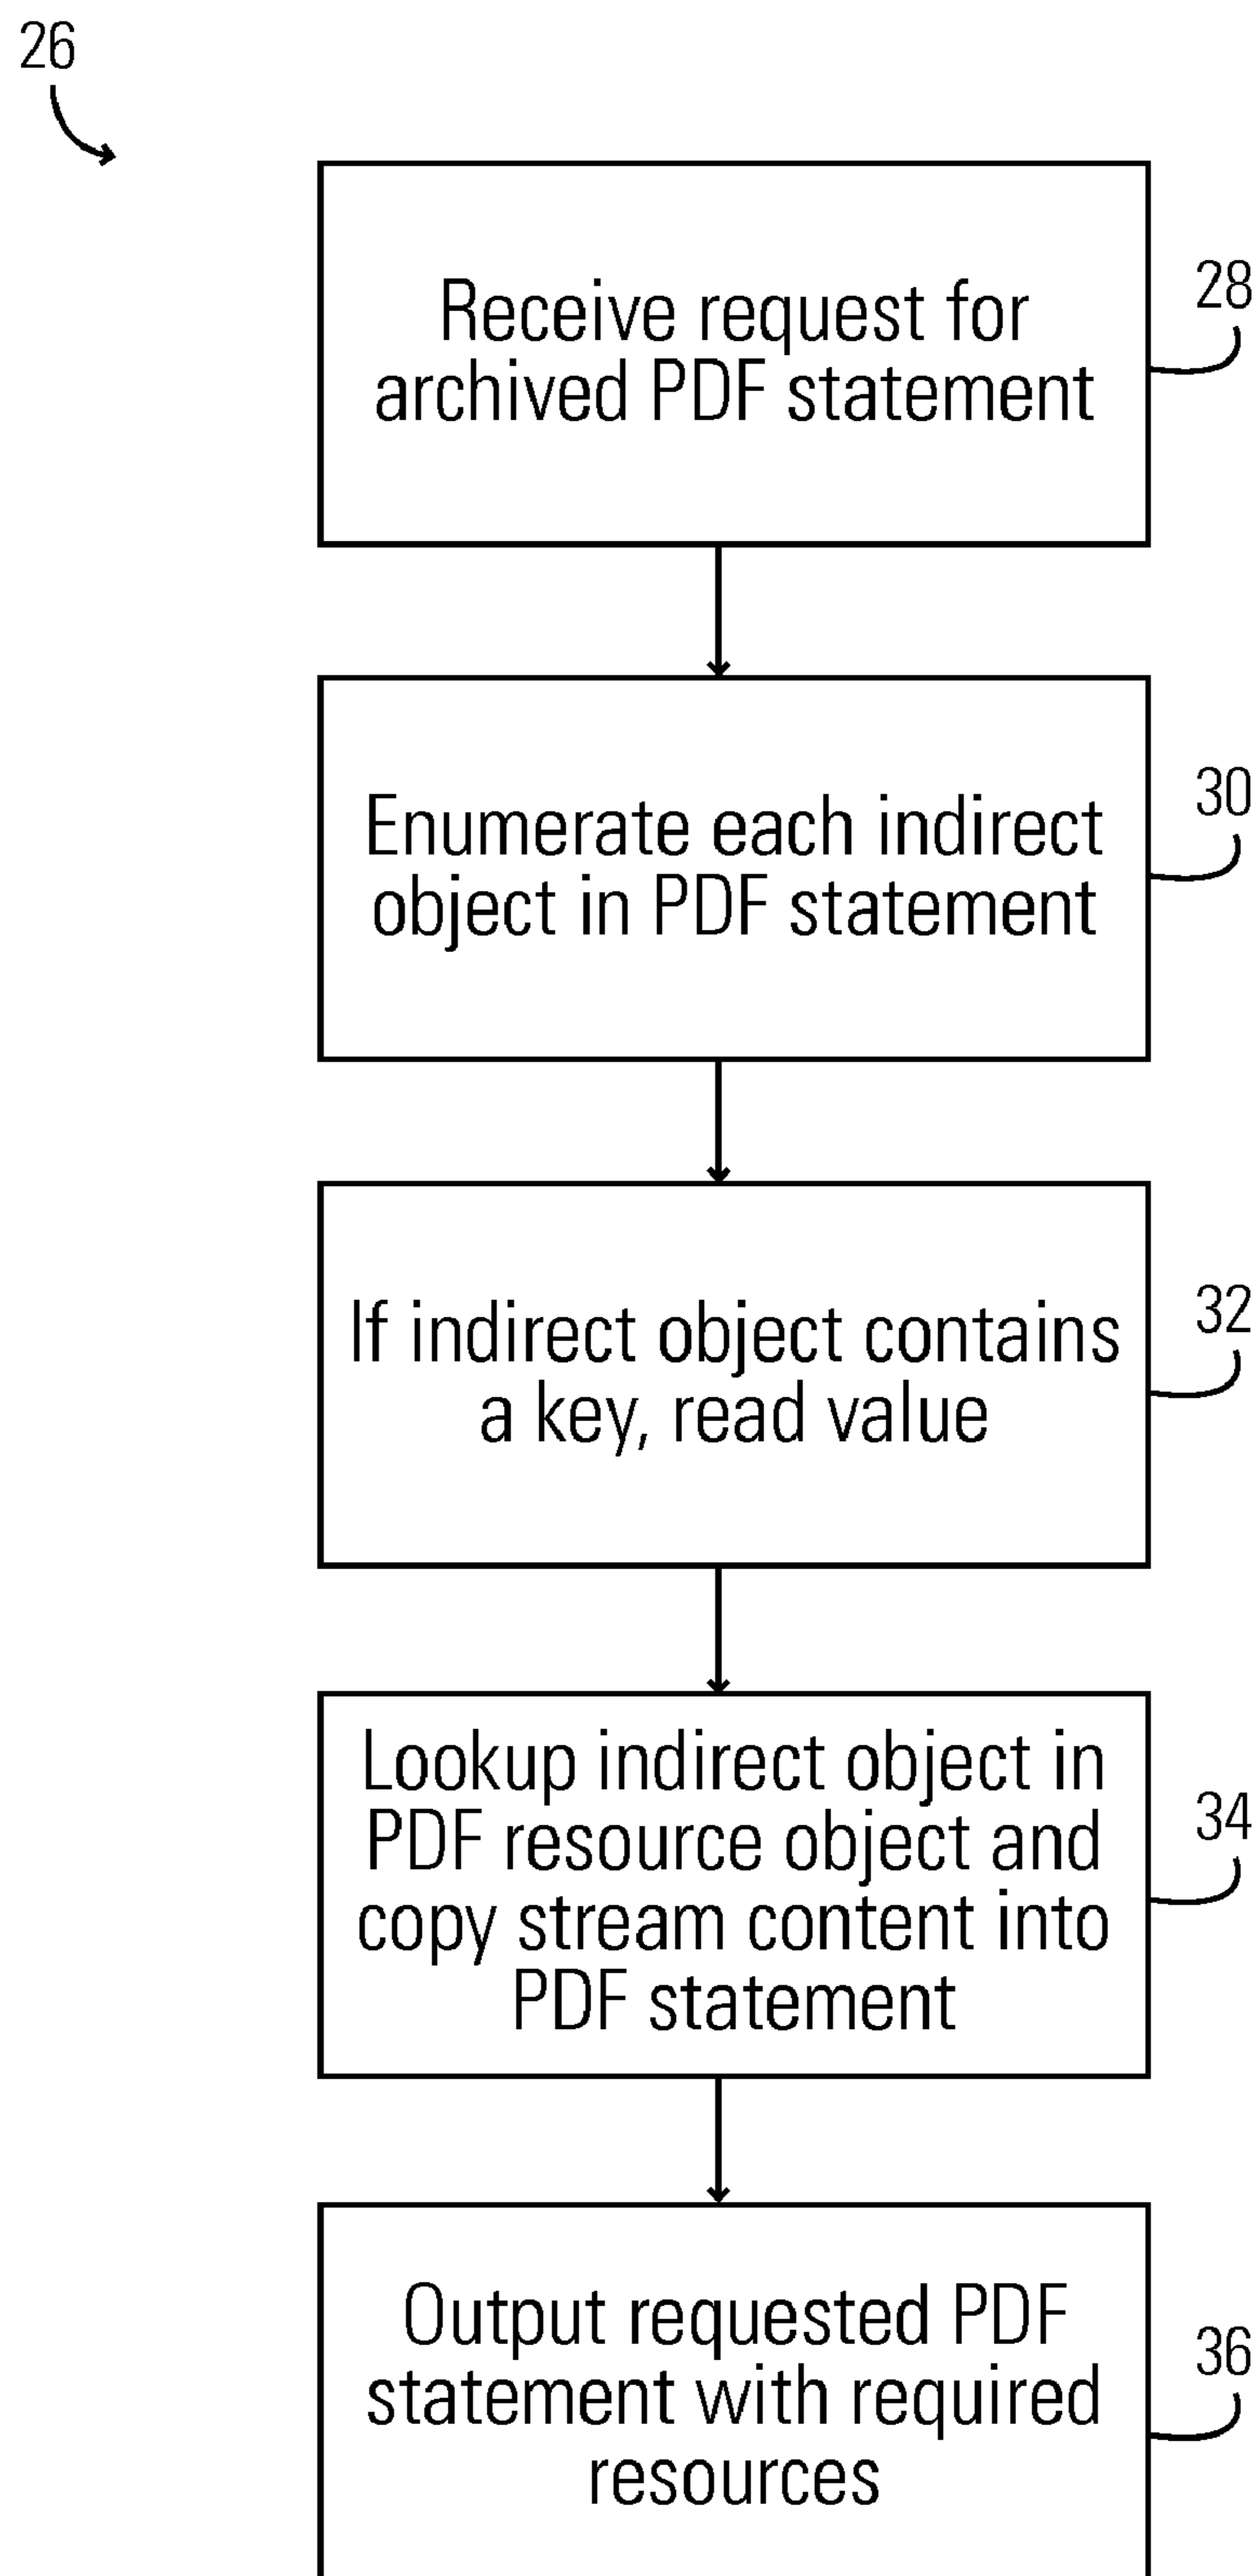 26
Receive request for
archived PDF statement
28
Enumerate each indirect
object in PDF statement
30
If indirect object contains
a key, read value
32
Lookup indirect object in
PDF resource object and
copy stream content into
PDF statement
34
Output requested PDF
statement with required
resources
36